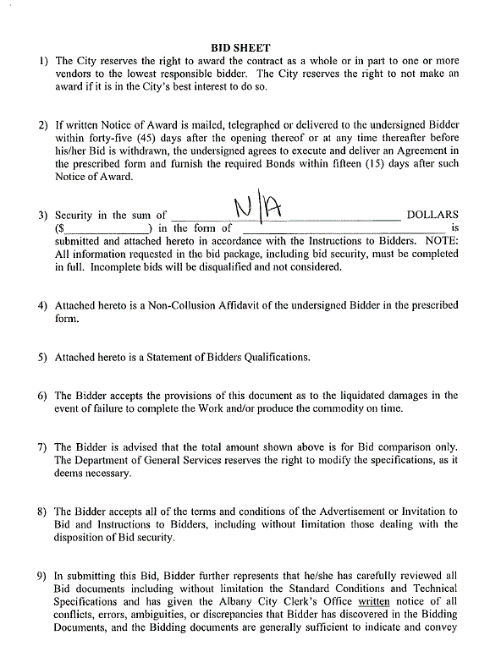 BID SHEET
1) The City reserves the right to award the contract as a whole or in part to one or more
vendors to the lowest responsible bidder. The City reserves the right to not make an
award if it is in the City's best interest to do so.
2) If written Notice of Award is mailed, telegraphed or delivered to the undersigned Bidder
within forty-five (45) days after the opening thereof or at any time thereafter before
his/her Bid is withdrawn, the undersigned agrees to execute and deliver an Agreement in
the prescribed form and furnish the required Bonds within fifteen (15) days after such
Notice of Award.
3) Security in the sum of N/A DOLLARS
($ ) in the form of is
submitted and attached hereto in accordance with the Instructions to Bidders. NOTE:
All information requested in the bid package, including bid security, must be completed
in full. Incomplete bids will be disqualified and not considered.
4) Attached hereto is a Non-Collusion Affidavit of the undersigned Bidder in the prescribed
form.
5) Attached hereto is a Statement of Bidders Qualifications.
6) The Bidder accepts the provisions of this document as to the liquidated damages in the
event of failure to complete the Work and/or produce the commodity on time.
7) The Bidder is advised that the total amount shown above is for Bid comparison only.
The Department of General Services reserves the right to modify the specifications, as it
deems necessary.
8) The Bidder accepts all of the terms and conditions of the Advertisement or Invitation to
Bid and Instructions to Bidders, including without limitation those dealing with the
disposition of Bid security.
9) In submitting this Bid, Bidder further represents that he/she has carefully reviewed all
Bid documents including without limitation the Standard Conditions and Technical
Specifications and has given the Albany City Clerk's Office written notice of all
conflicts, errors, ambiguities, or discrepancies that Bidder has discovered in the Bidding
Documents, and the Bidding documents are generally sufficient to indicate and convey